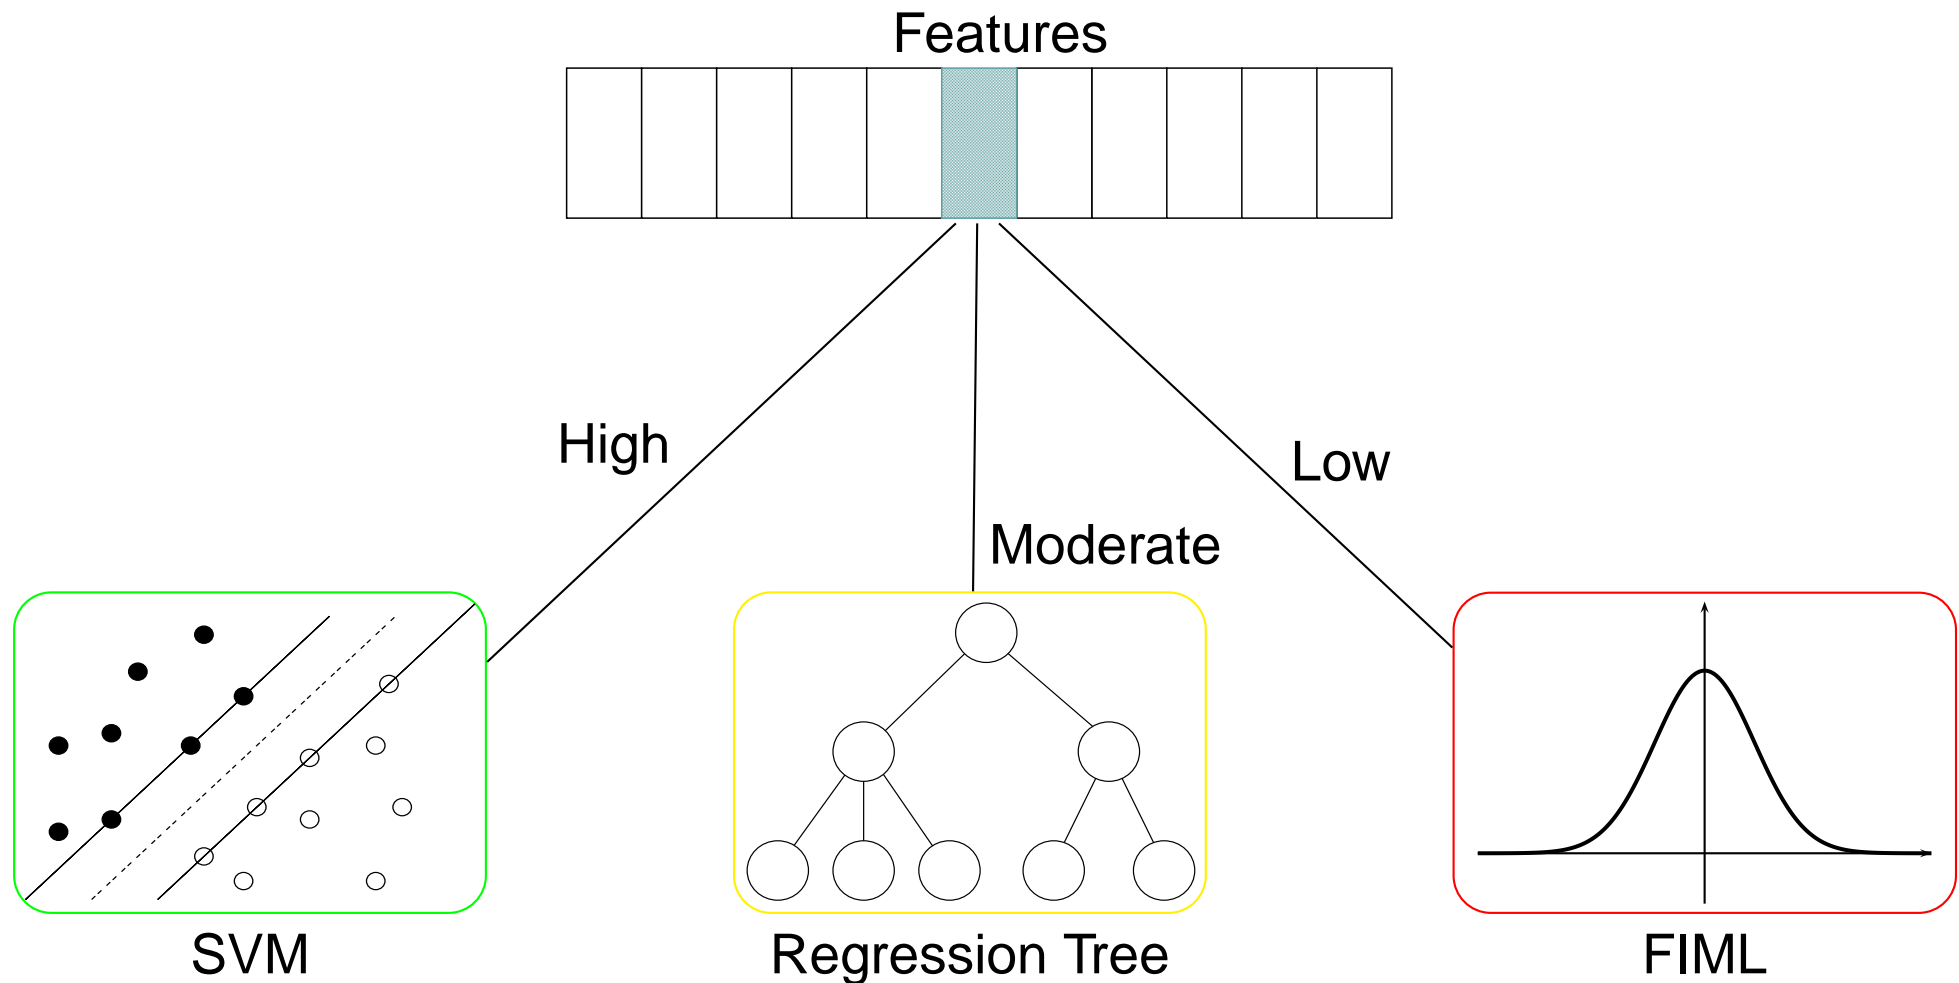 Features
High
Low
Moderate
SVM
Regression Tree
FIML